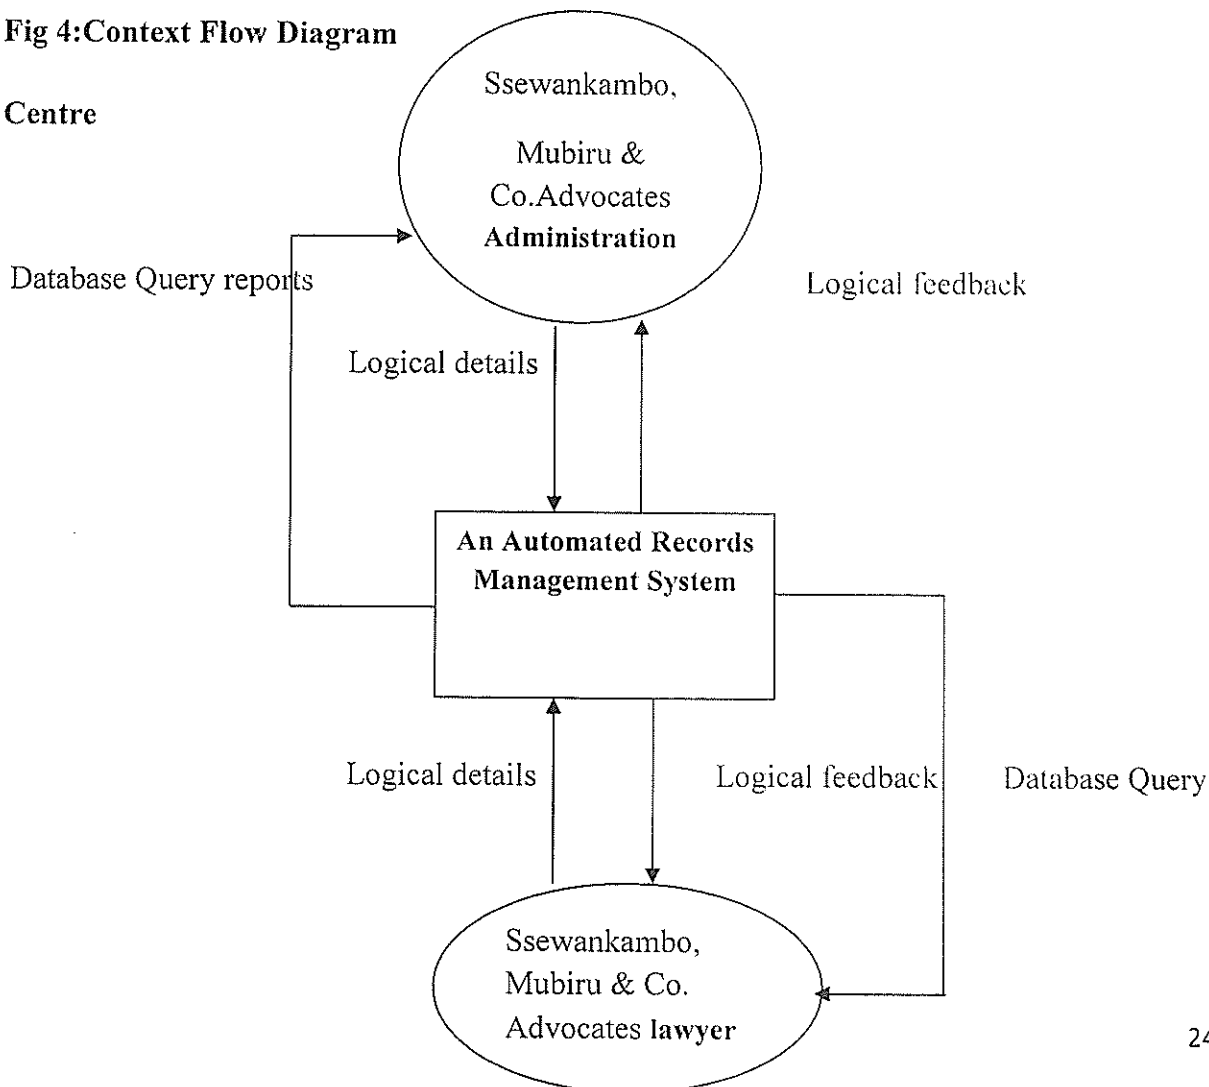 Fig 4:Context Flow Diagram
Centre
Ssewankambo,
Mubiru &
Co.Advocates
Administration
Database Query reports
Logical feedback
Logical details
An Automated Records
Management System
Logical details
Logical feedback
Database Query
Ssewankambo,
Mubiru & Co.
Advocates lawyer
24